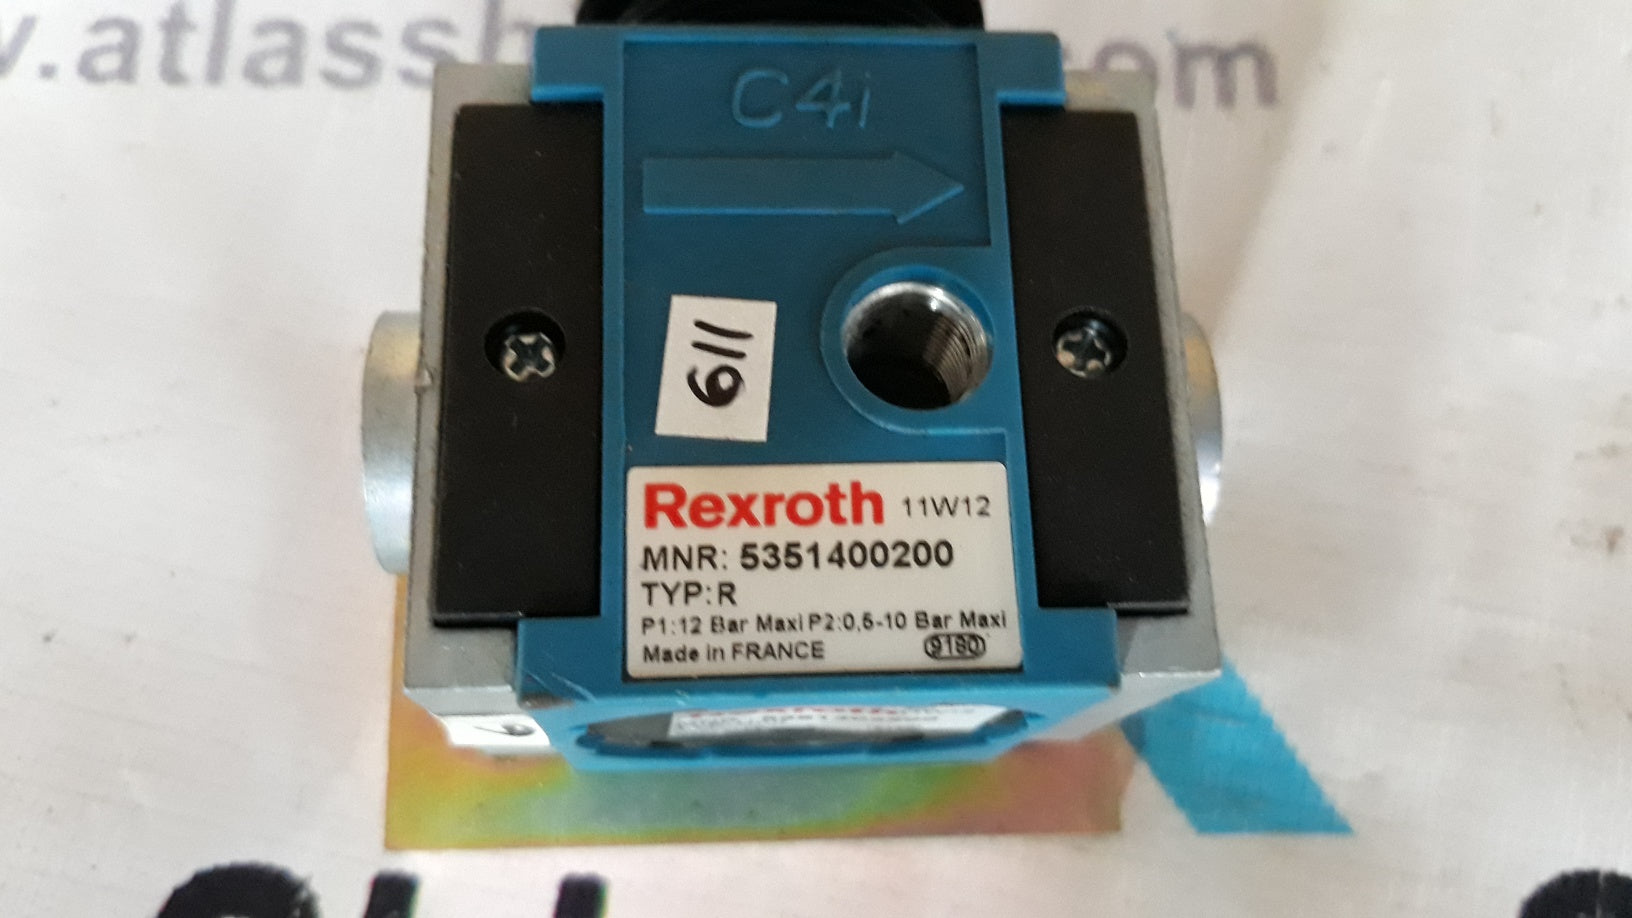 .atlass
om
C4i
611
Rexroth 11W12
MNR: 5351400200
TYP:R
P1:12 Bar Maxi P2:0,5-10 Bar Maxi
Made in FRANCE 9180